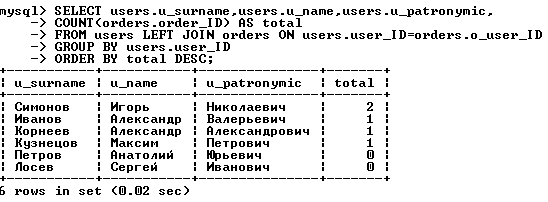 mysql> SELECT users.u_surname,users.u_name,users.u_patronymic,
-> COUNT(orders.order_ID) AS total
-> FROM users LEFT JOIN orders ON users.user_ID=orders.o_user_ID
-> GROUP BY users.user_ID
-> ORDER BY total DESC;
+-----------+-----------+---------------+-------+
| u_surname | u_name | u_patronymic | total |
+-----------+-----------+---------------+-------+
| Симонов | Игорь | Николаевич | 2 |
| Иванов | Александр | Валерьевич | 1 |
| Корнеев | Александр | Александрович | 1 |
| Кузнецов | Максим | Петрович | 1 |
| Петров | Анатолий | Юрьевич | 0 |
| Лосев | Сергей | Иванович | 0 |
+-----------+-----------+---------------+-------+
6 rows in set (0.02 sec)